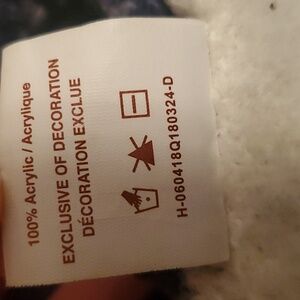 100% Acrylic / Acrylique
EXCLUSIVE OF DECORATION
DÉCORATION EXCLUE
H-060418Q180324-D